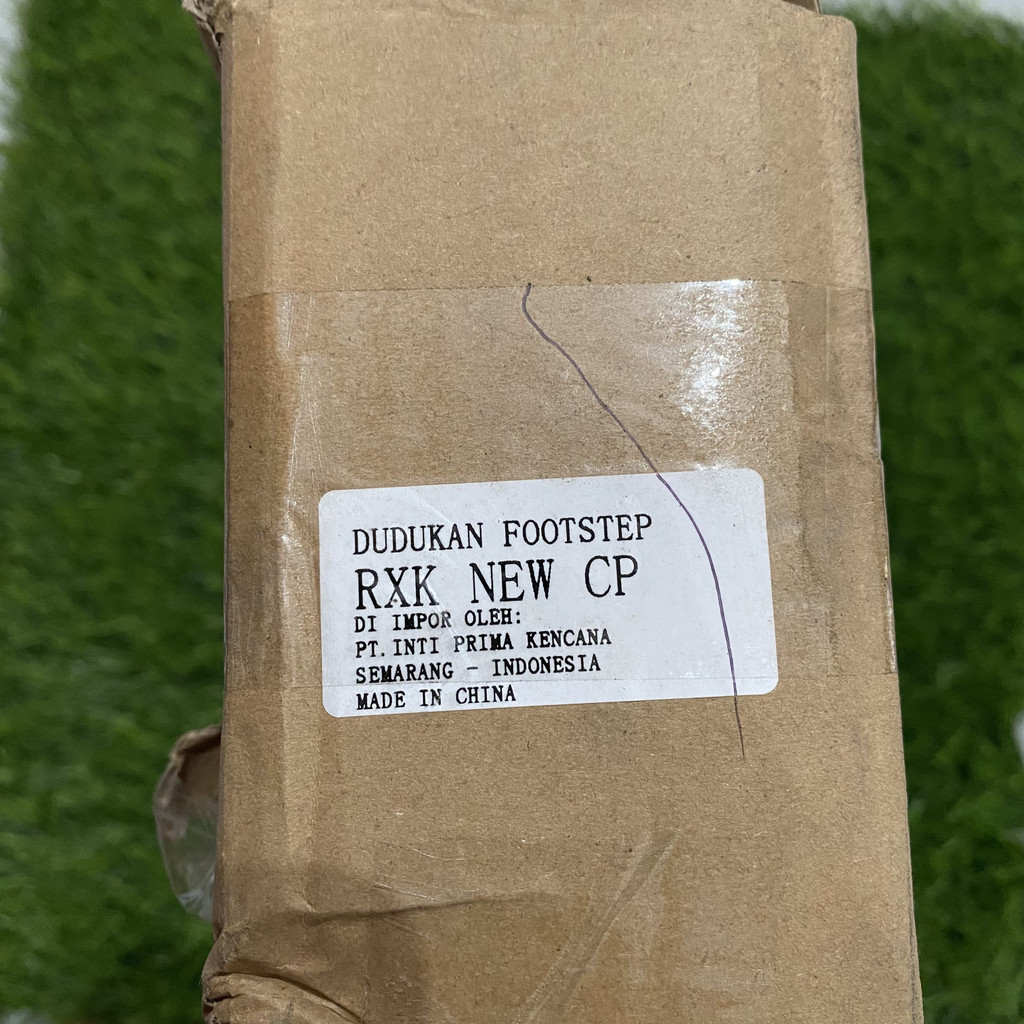 DUDUKAN FOOTSTEP
RXK NEW CP
DI IMPOR OLEH:
PT. INTI PRIMA KENCANA
SEMARANG - INDONESIA
MADE IN CHINA